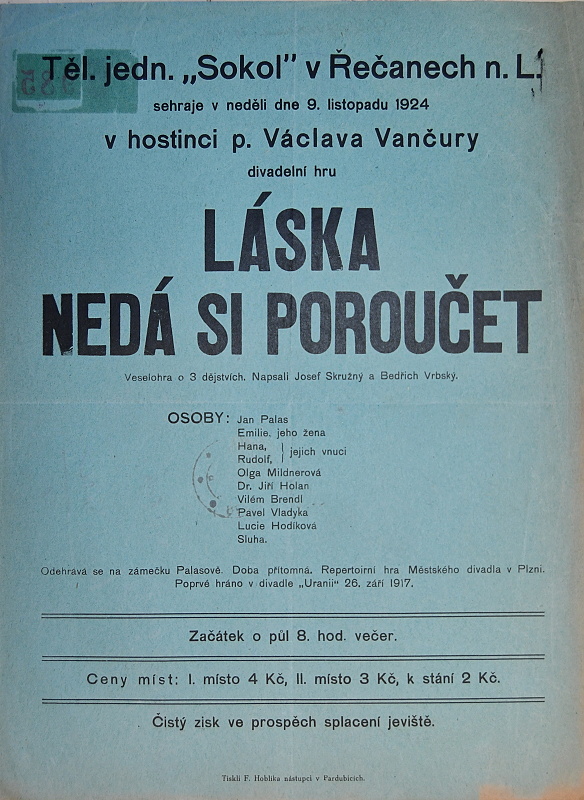 Těl. jedn. „Sokol" v Řečanech n. L.
sehraje v neděli dne 9. listopadu 1924
v hostinci p. Václava Vančury
divadelní hru
LÁSKA
NEDÁ SI POROUČET
Veselohra o 3 dějstvích. Napsali Josef Skružný a Bedřich Vrbský.
OSOBY: Jan Palas
Emilie, jeho žena
Hana,
Rudolf, jejich vnuci
Olga Mildnerová
Dr. Jiří Holan
Vilém Brendl
Pavel Vladyka
Lucie Hodíková
Sluha.
Odehrává se na zámečku Palasové. Doba přítomná. Repertoirní hra Městského divadla v Plzni.
Poprvé hráno v divadle „Uranii" 26. září 1917.
Začátek o půl 8. hod. večer.
Ceny míst: I. místo 4 Kč, II. místo 3 Kč, k stání 2 Kč.
Čistý zisk ve prospěch splacení jeviště.
Tiskli F. Hoblíka nástupci v Pardubicích.